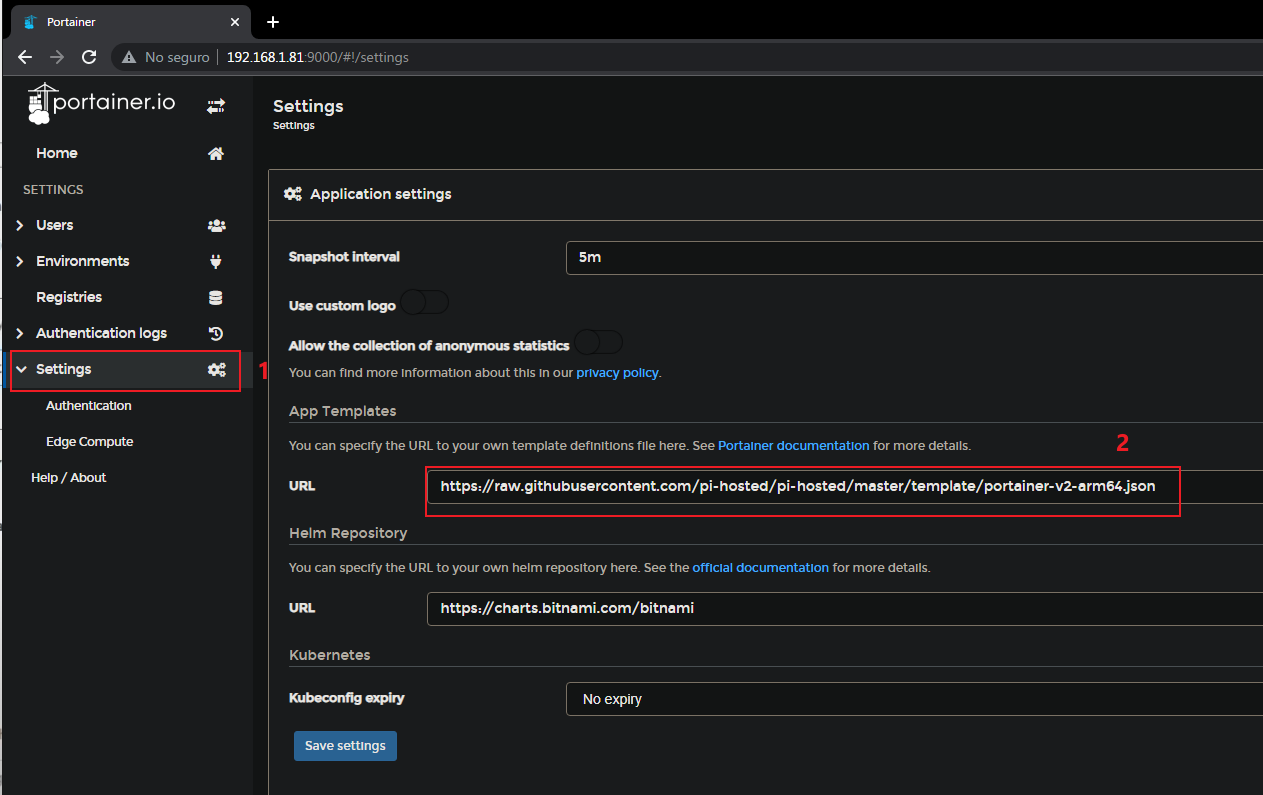 Portainer
No seguro 192.168.1.81:9000/#!/settings
portainer.io
Home
SETTINGS
Users
Environments
Registries
Authentication logs
Settings
1
Authentication
Edge Compute
Help / About
Settings
Settings
Application settings
Snapshot interval 5m
Use custom logo
Allow the collection of anonymous statistics
You can find more information about this in our privacy policy.
App Templates
You can specify the URL to your own template definitions file here. See Portainer documentation for more details.
2
URL https://raw.githubusercontent.com/pi-hosted/pi-hosted/master/template/portainer-v2-arm64.json
Helm Repository
You can specify the URL to your own helm repository here. See the official documentation for more details.
URL https://charts.bitnami.com/bitnami
Kubernetes
Kubeconfig expiry No expiry
Save settings